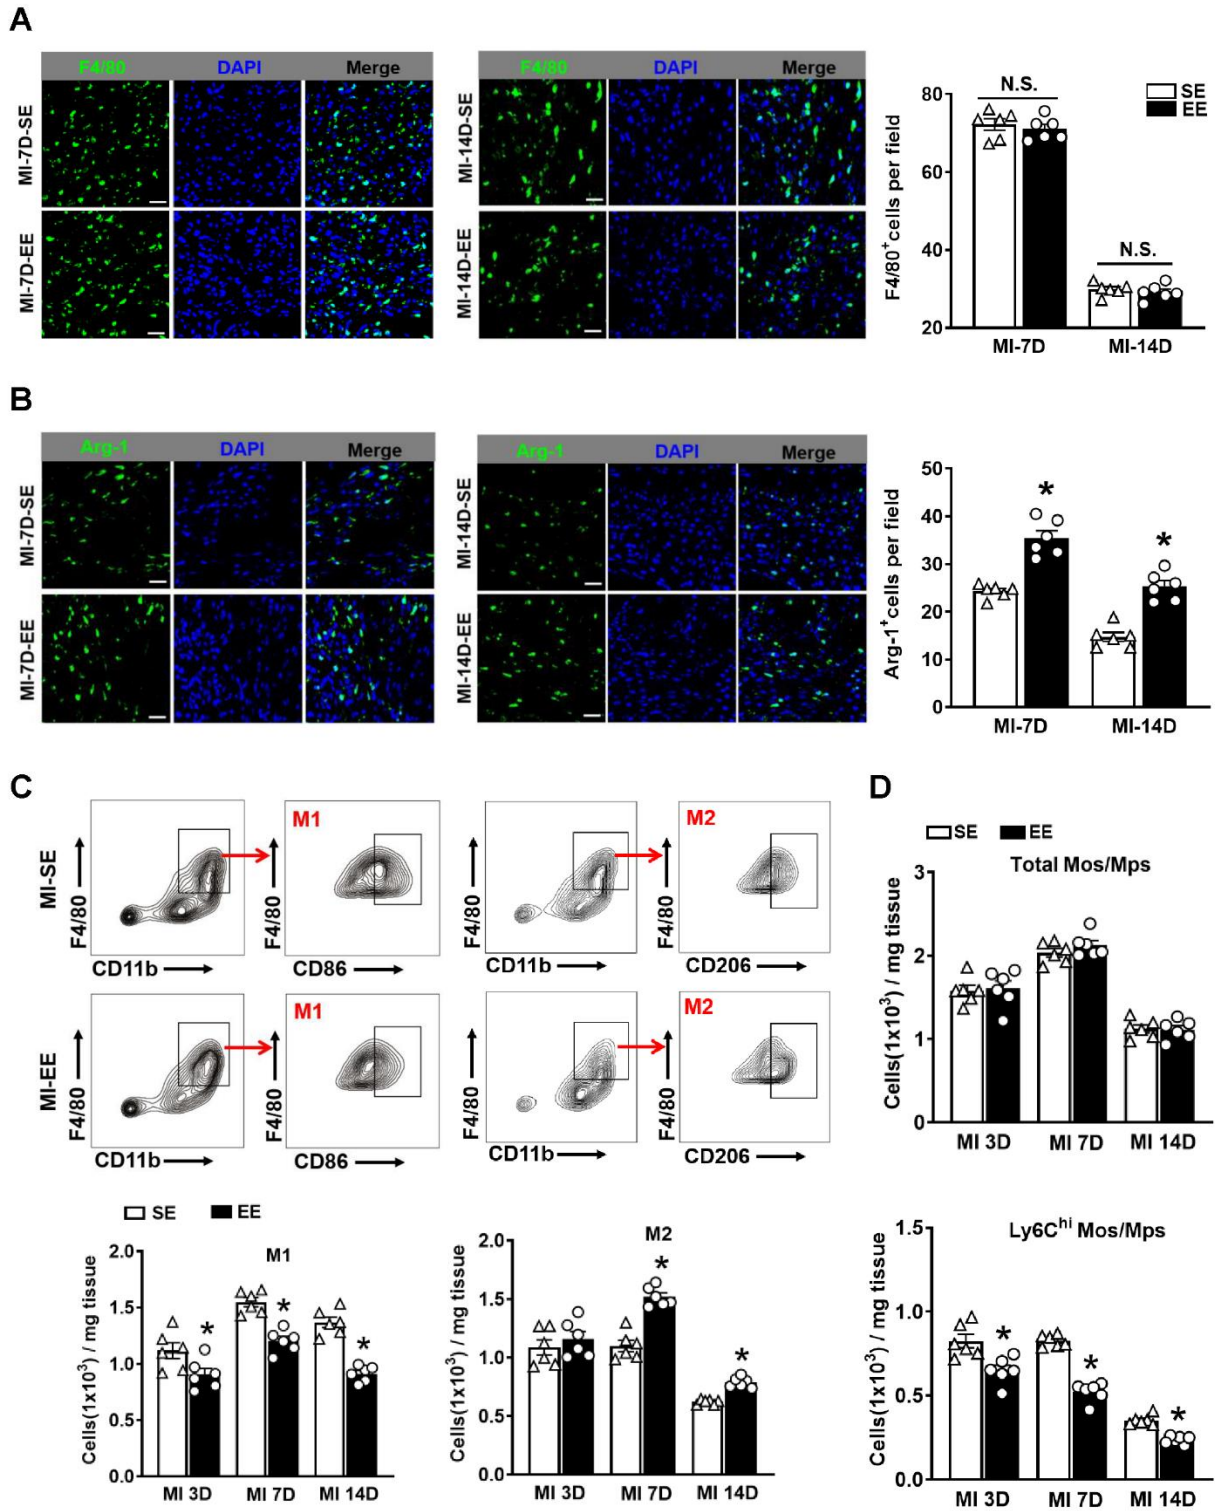 A
F4/80 DAPI Merge
MI-7D-SE
MI-7D-EE
F4/80 DAPI Merge
MI-14D-SE
MI-14D-EE
F4/80⁺cells per field
80
60
40
20
N.S.
N.S.
SE
EE
MI-7D MI-14D
B
Arg-1 DAPI Merge
MI-7D-SE
MI-7D-EE
Arg-1 DAPI Merge
MI-14D-SE
MI-14D-EE
Arg-1⁺cells per field
50
40
30
20
10
0
*
*
MI-7D MI-14D
C
MI-SE
F4/80
CD11b
M1
F4/80
CD86
F4/80
CD11b
M2
F4/80
CD206
MI-EE
F4/80
CD11b
M1
F4/80
CD86
F4/80
CD11b
M2
F4/80
CD206
SE EE
M1
Cells(1x10³) / mg tissue
2.0
1.5
1.0
0.5
0.0
* * *
MI 3D MI 7D MI 14D
M2
Cells(1x10³) / mg tissue
2.0
1.5
1.0
0.5
0.0
* *
MI 3D MI 7D MI 14D
D
SE EE
Total Mos/Mps
Cells(1x10³) / mg tissue
3
2
1
0
MI 3D MI 7D MI 14D
Ly6Cʰⁱ Mos/Mps
Cells(1x10³) / mg tissue
1.5
1.0
0.5
0.0
* * *
MI 3D MI 7D MI 14D